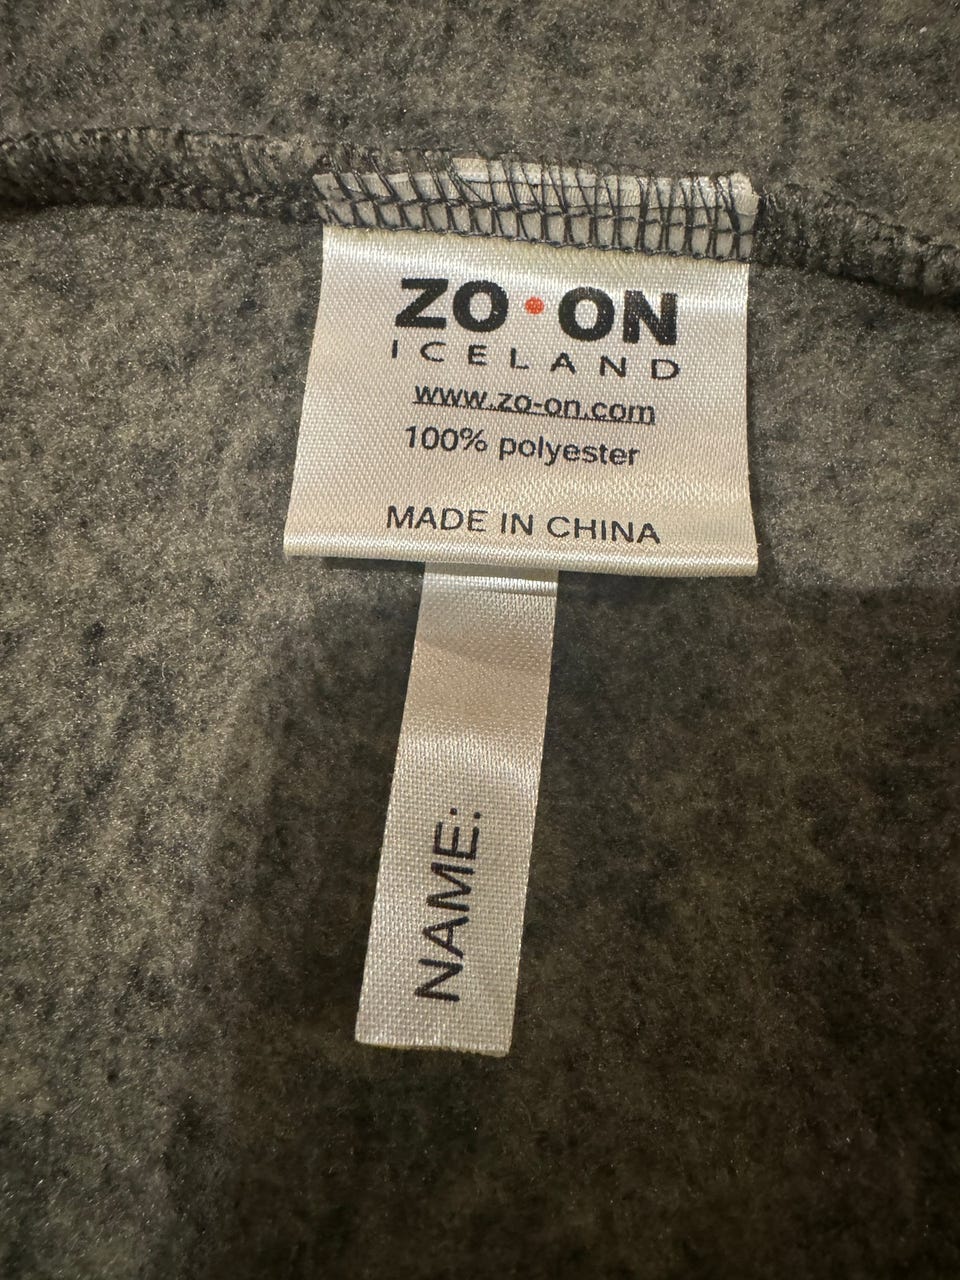 ZO•ON
ICELAND
www.zo-on.com
100% polyester
MADE IN CHINA
NAME: